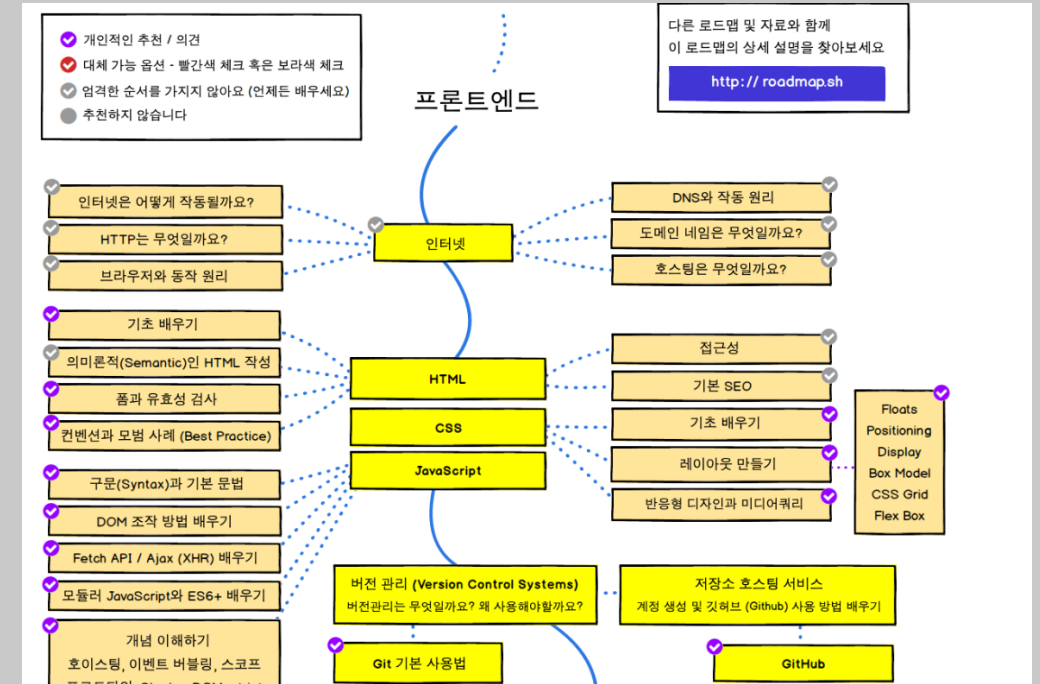 개인적인 추천 / 의견
대체 가능 옵션 - 빨간색 체크 혹은 보라색 체크
엄격한 순서를 가지지 않아요 (언제든 배우세요)
추천하지 않습니다
다른 로드맵 및 자료와 함께
이 로드맵의 상세 설명을 찾아보세요
http:// roadmap.sh
프론트엔드
인터넷은 어떻게 작동될까요?
HTTP는 무엇일까요?
브라우저와 동작 원리
인터넷
DNS와 작동 원리
도메인 네임은 무엇일까요?
호스팅은 무엇일까요?
기초 배우기
의미론적(Semantic)인 HTML 작성
폼과 유효성 검사
컨벤션과 모범 사례 (Best Practice)
HTML
접근성
기본 SEO
CSS
기초 배우기
레이아웃 만들기
반응형 디자인과 미디어쿼리
Floats
Positioning
Display
Box Model
CSS Grid
Flex Box
JavaScript
구문(Syntax)과 기본 문법
DOM 조작 방법 배우기
Fetch API / Ajax (XHR) 배우기
모듈러 JavaScript와 ES6+ 배우기
개념 이해하기
호이스팅, 이벤트 버블링, 스코프
버전 관리 (Version Control Systems)
버전관리는 무엇일까요? 왜 사용해야할까요?
저장소 호스팅 서비스
계정 생성 및 깃허브 (Github) 사용 방법 배우기
Git 기본 사용법
GitHub